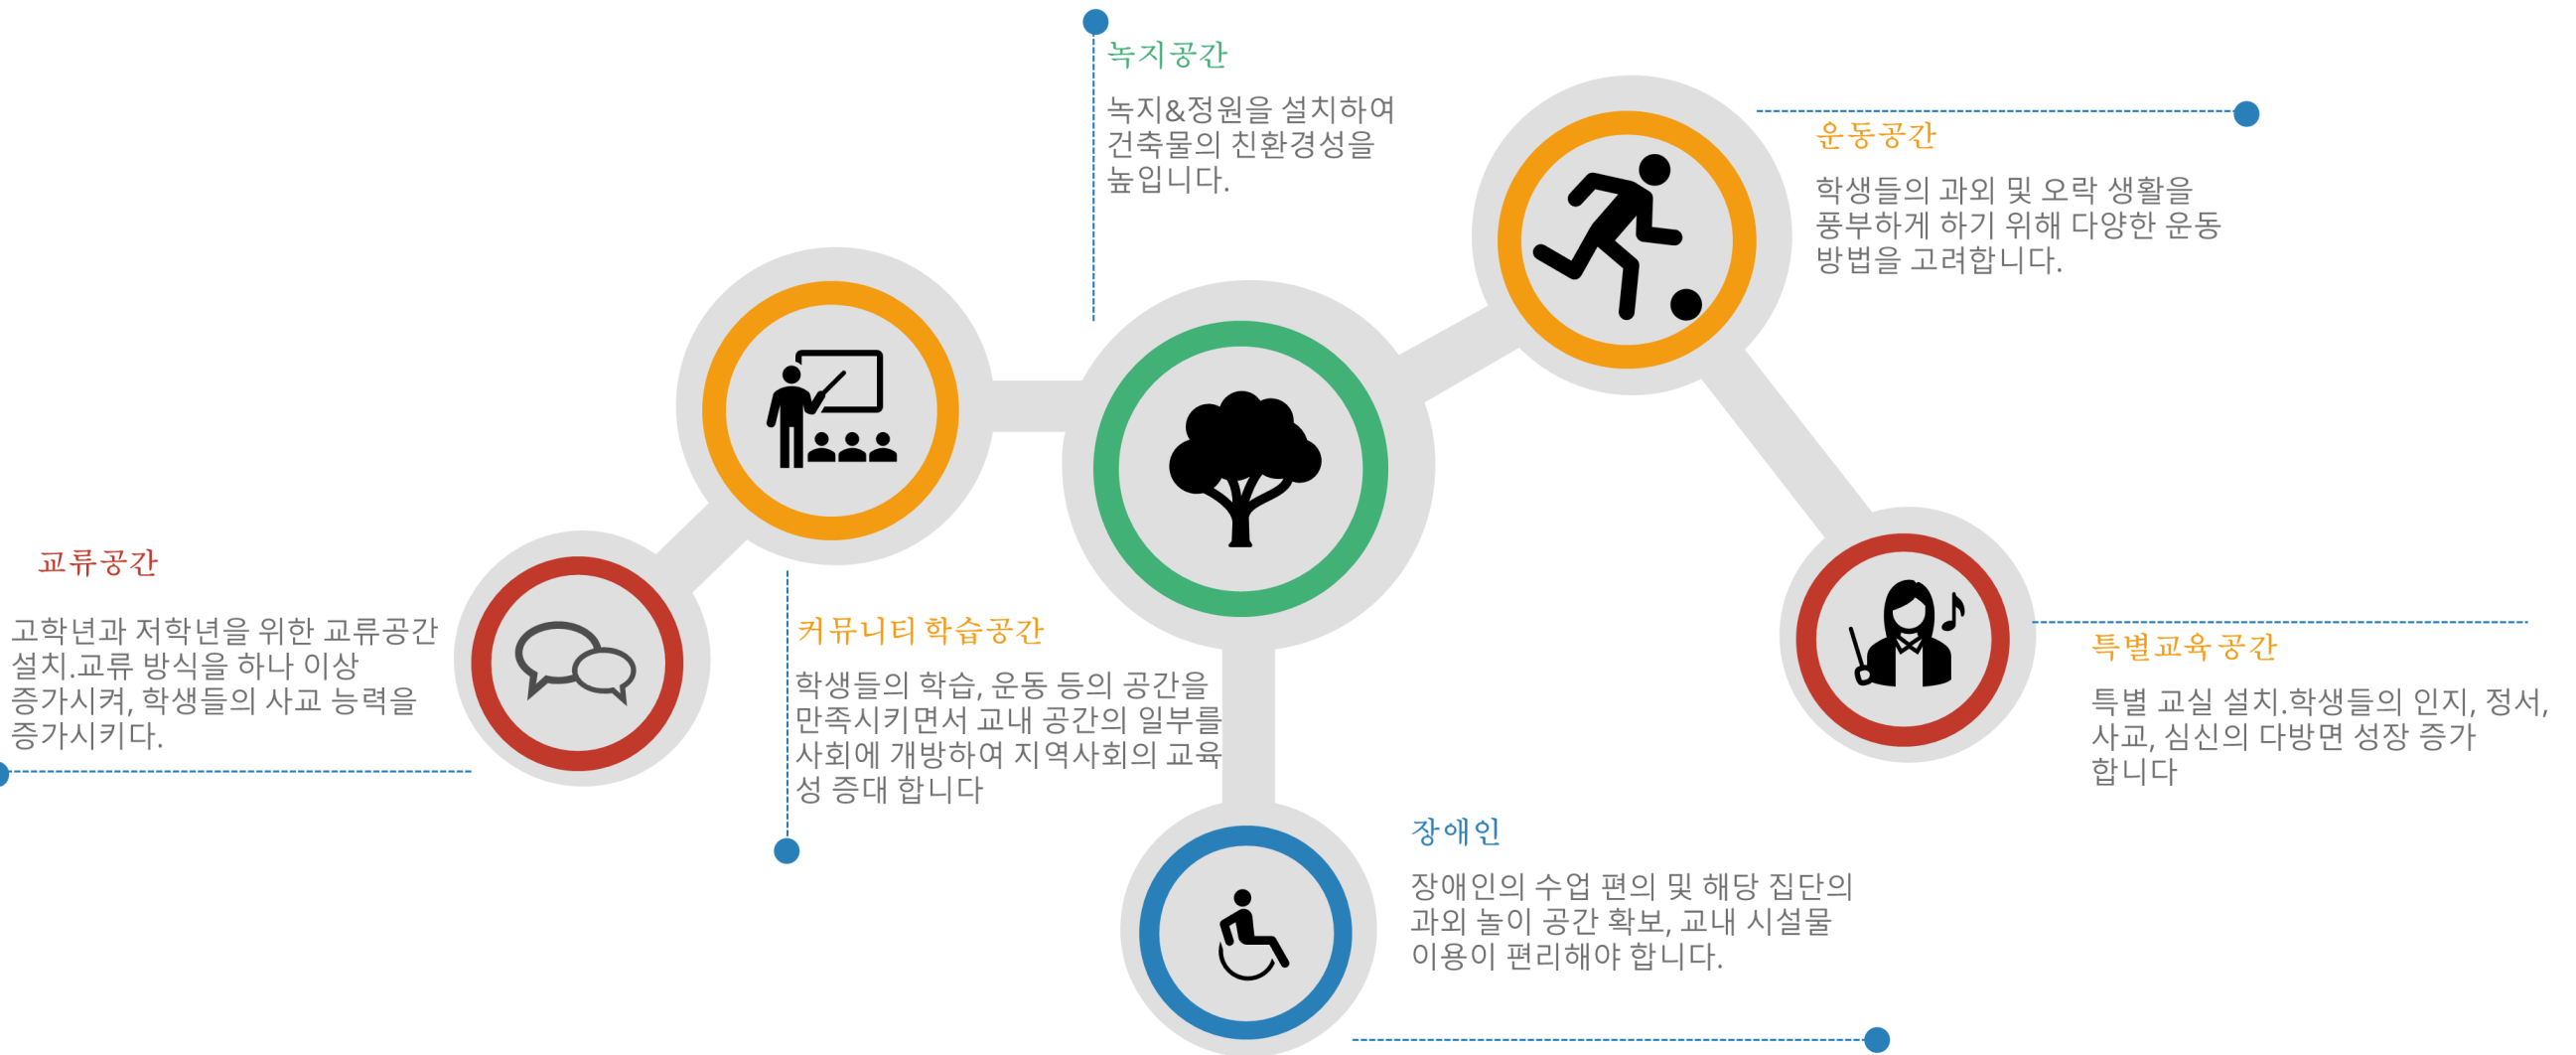 녹지공간
녹지&정원을 설치하여
건축물의 친환경성을
높입니다.
운동공간
학생들의 과외 및 오락 생활을
풍부하게 하기 위해 다양한 운동
방법을 고려합니다.
교류공간
고학년과 저학년을 위한 교류공간
설치.교류 방식을 하나 이상
증가시켜, 학생들의 사교 능력을
증가시키다.
커뮤니티 학습공간
학생들의 학습, 운동 등의 공간을
만족시키면서 교내 공간의 일부를
사회에 개방하여 지역사회의 교육
성 증대 합니다
특별교육 공간
특별 교실 설치.학생들의 인지, 정서,
사교, 심신의 다방면 성장 증가
합니다
장애인
장애인의 수업 편의 및 해당 집단의
과외 놀이 공간 확보, 교내 시설물
이용이 편리해야 합니다.